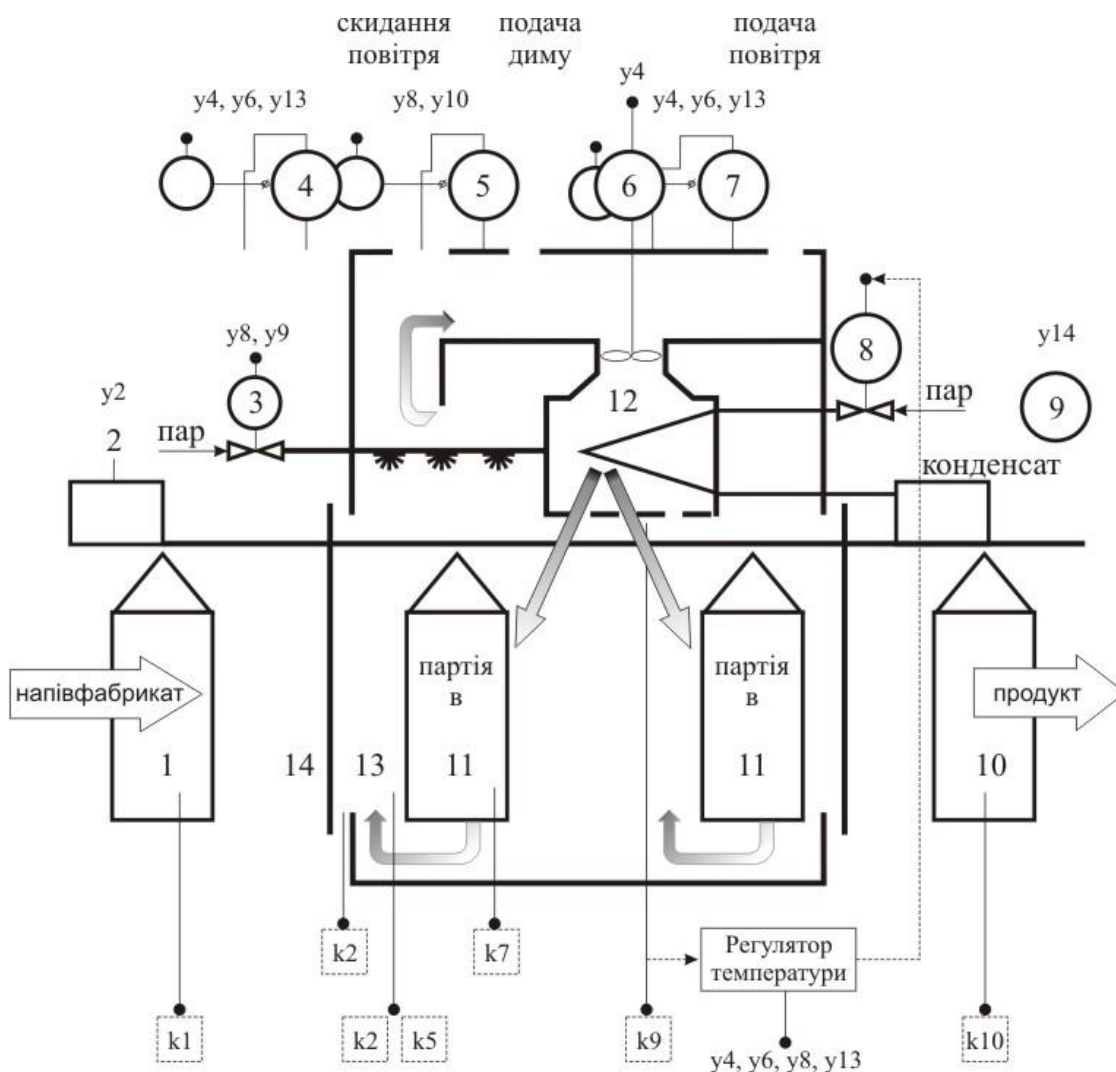 скидання
повітря
подача
диму
подача
повітря
y4
y4, y6, y13
y8, y10
y4, y6, y13
4
5
6
7
y8, y9
3
8
y14
9
y2
2
12
пар
пар
конденсат
напівфабрикат
партія
в
партія
в
продукт
1
14
13
11
11
10
k2
k7
Регулятор
температури
k1
k2
k5
k9
k10
y4, y6, y8, y13